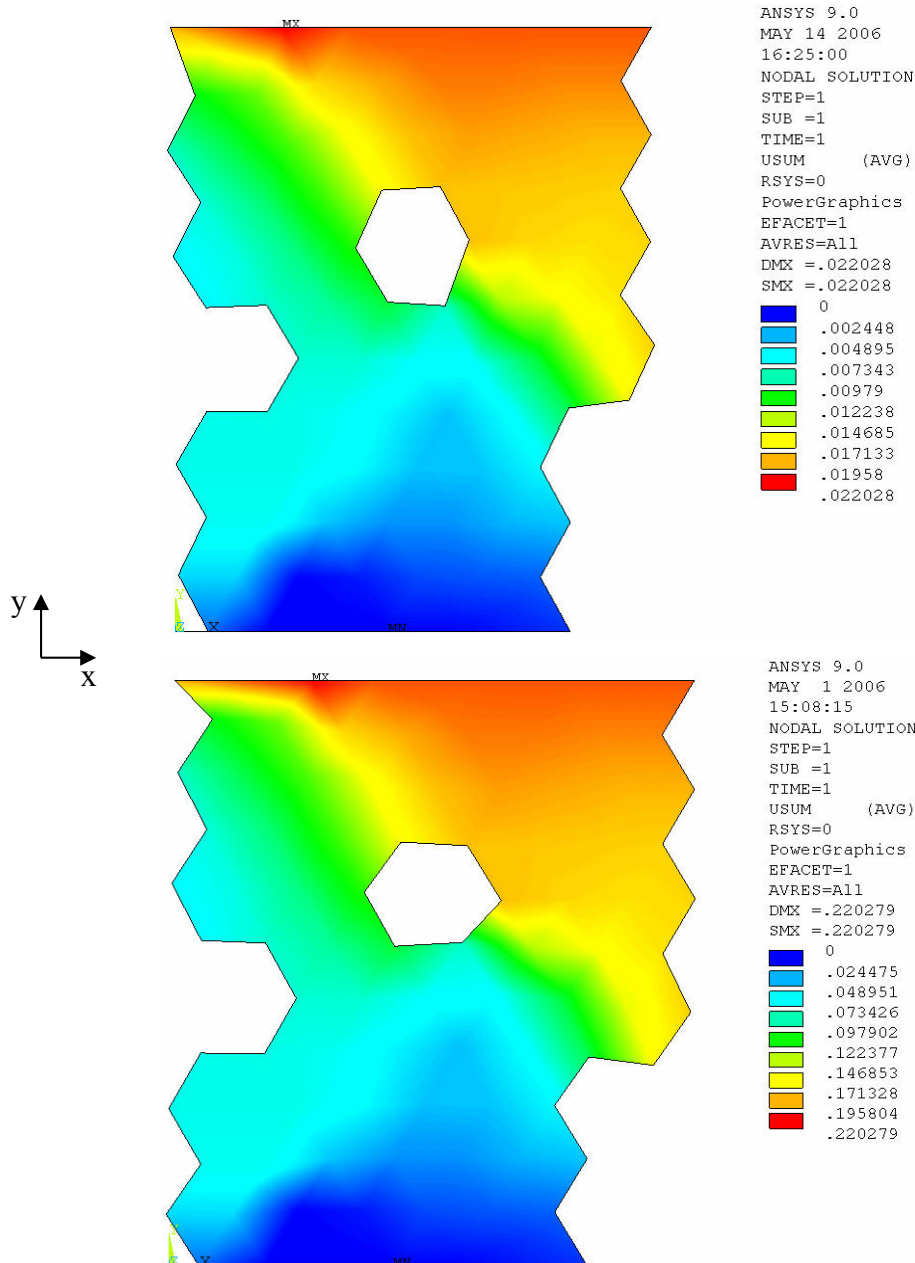 MX
ANSYS 9.0
MAY 14 2006
16:25:00
NODAL SOLUTION
STEP=1
SUB =1
TIME=1
USUM (AVG)
RSYS=0
PowerGraphics
EFACET=1
AVRES=All
DMX =.022028
SMX =.022028
0
.002448
.004895
.007343
.00979
.012238
.014685
.017133
.01958
.022028
Y
Z X
MN
y
x
MX
ANSYS 9.0
MAY 1 2006
15:08:15
NODAL SOLUTION
STEP=1
SUB =1
TIME=1
USUM (AVG)
RSYS=0
PowerGraphics
EFACET=1
AVRES=All
DMX =.220279
SMX =.220279
0
.024475
.048951
.073426
.097902
.122377
.146853
.171328
.195804
.220279
Y
Z X
MN